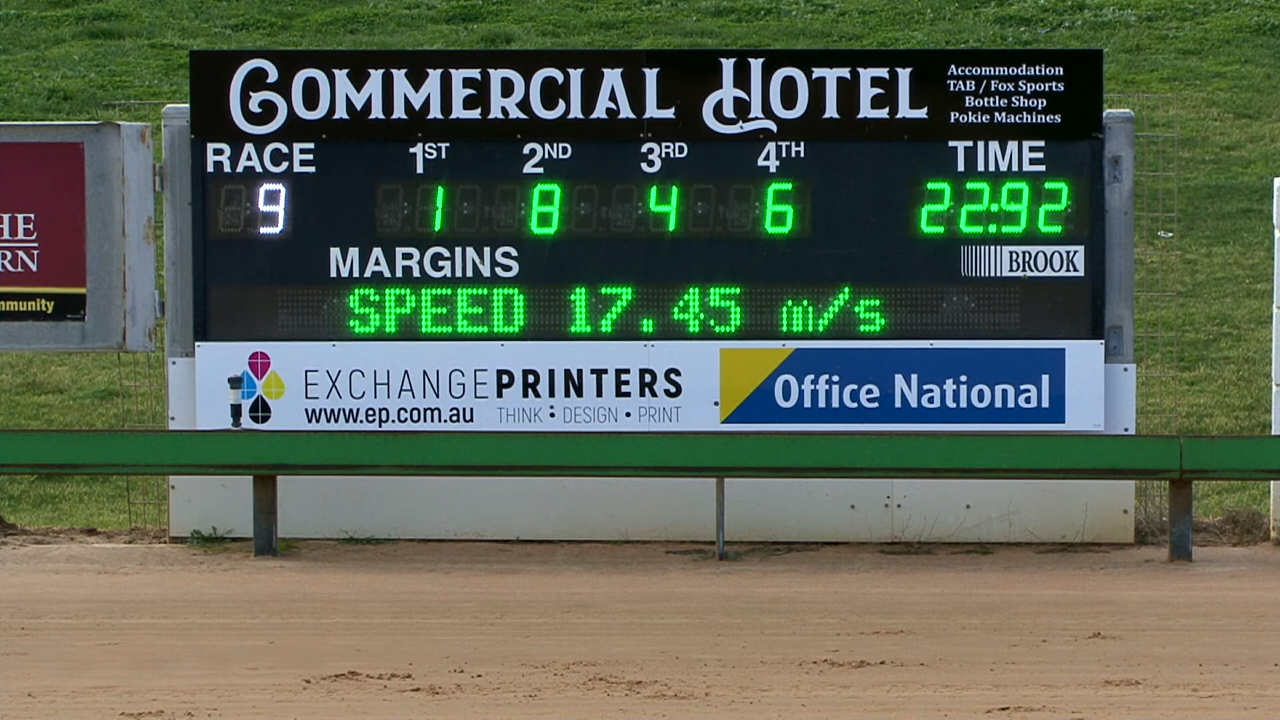 COMMERCIAL HOTEL
Accommodation
TAB / Fox Sports
Bottle Shop
Pokie Machines
RACE 1ST 2ND 3RD 4TH TIME
9 1 8 4 6 22:92
MARGINS
BROOK
SPEED 17.45 m/s
EXCHANGEPRINTERS
www.ep.com.au THINK • DESIGN • PRINT
Office National
HE
RN
mmunity